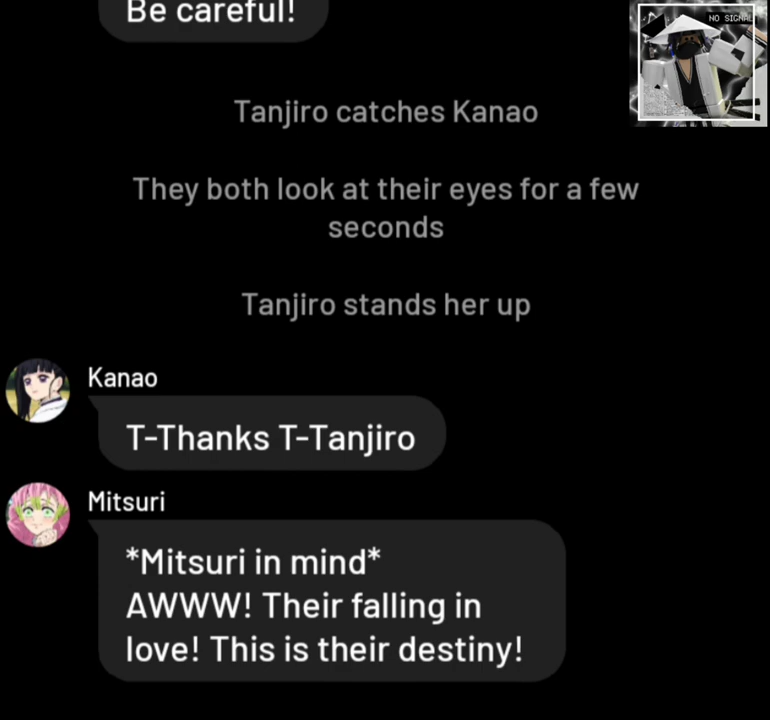 Be careful!
NO SIGNAL
Tanjiro catches Kanao
They both look at their eyes for a few
seconds
Tanjiro stands her up
Kanao
T-Thanks T-Tanjiro
Mitsuri
*Mitsuri in mind*
AWWW! Their falling in
love! This is their destiny!